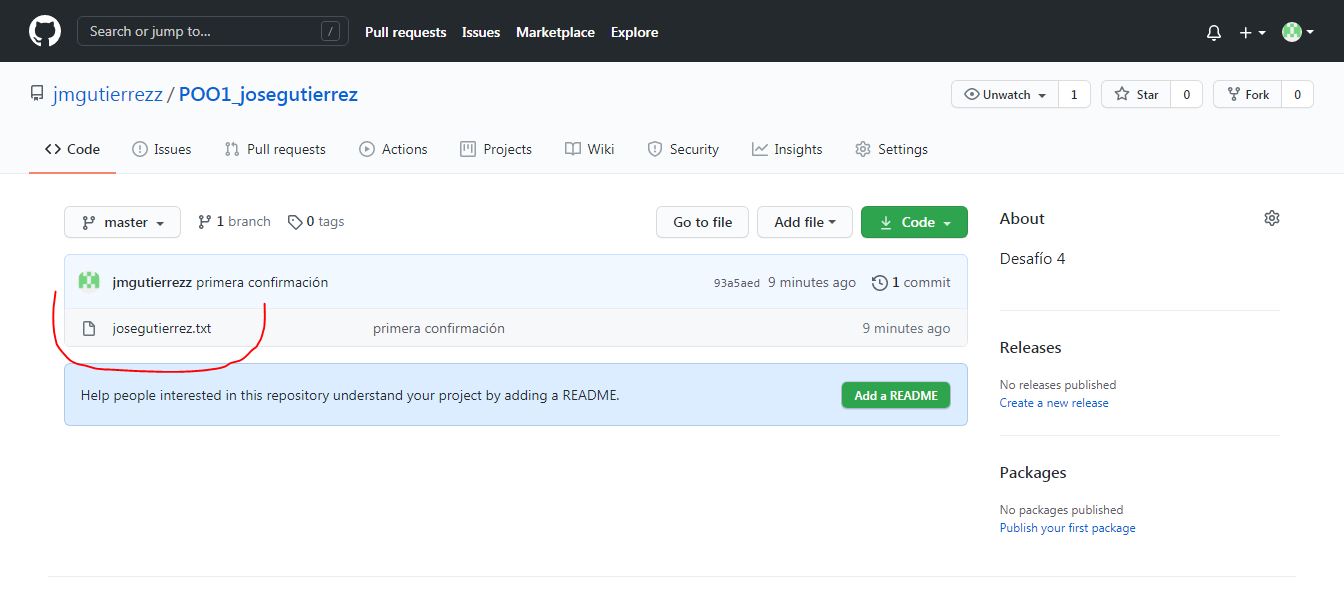 Search or jump to... /
Pull requests Issues Marketplace Explore
jmgutierrezz / POO1_josegutierrez
Unwatch 1 Star 0 Fork 0
Code Issues Pull requests Actions Projects Wiki Security Insights Settings
master 1 branch 0 tags Go to file Add file Code
jmgutierrezz primera confirmación 93a5aed 9 minutes ago 1 commit
josegutierrez.txt primera confirmación 9 minutes ago
Help people interested in this repository understand your project by adding a README. Add a README
About
Desafío 4
Releases
No releases published
Create a new release
Packages
No packages published
Publish your first package